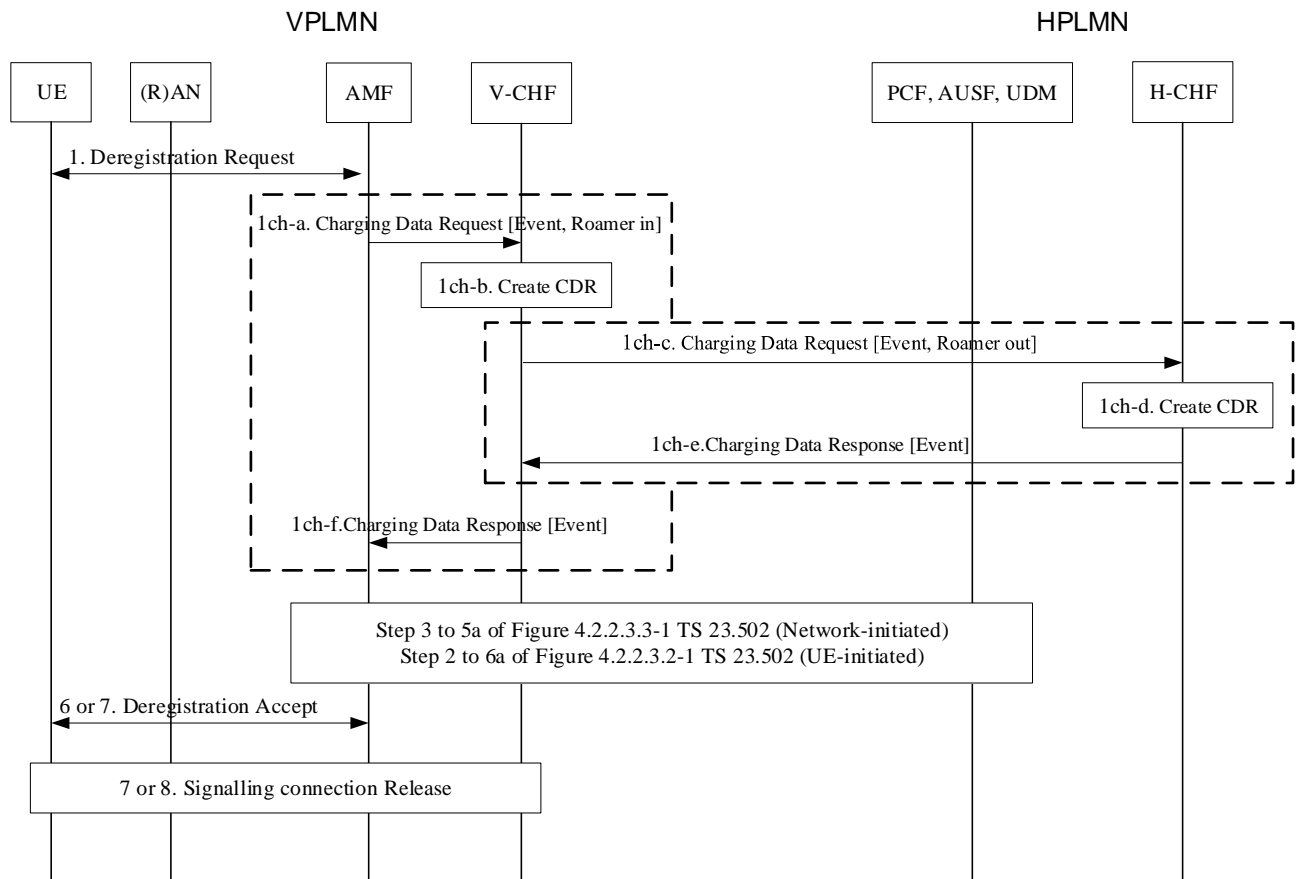 VPLMN
HPLMN
UE
(R)AN
AMF
V-CHF
PCF, AUSF, UDM
H-CHF
1. Deregistration Request
1ch-a. Charging Data Request [Event, Roamer in]
1ch-b. Create CDR
1ch-c. Charging Data Request [Event, Roamer out]
1ch-d. Create CDR
1ch-e.Charging Data Response [Event]
1ch-f.Charging Data Response [Event]
Step 3 to 5a of Figure 4.2.2.3.3-1 TS 23.502 (Network-initiated)
Step 2 to 6a of Figure 4.2.2.3.2-1 TS 23.502 (UE-initiated)
6 or 7. Deregistration Accept
7 or 8. Signalling connection Release